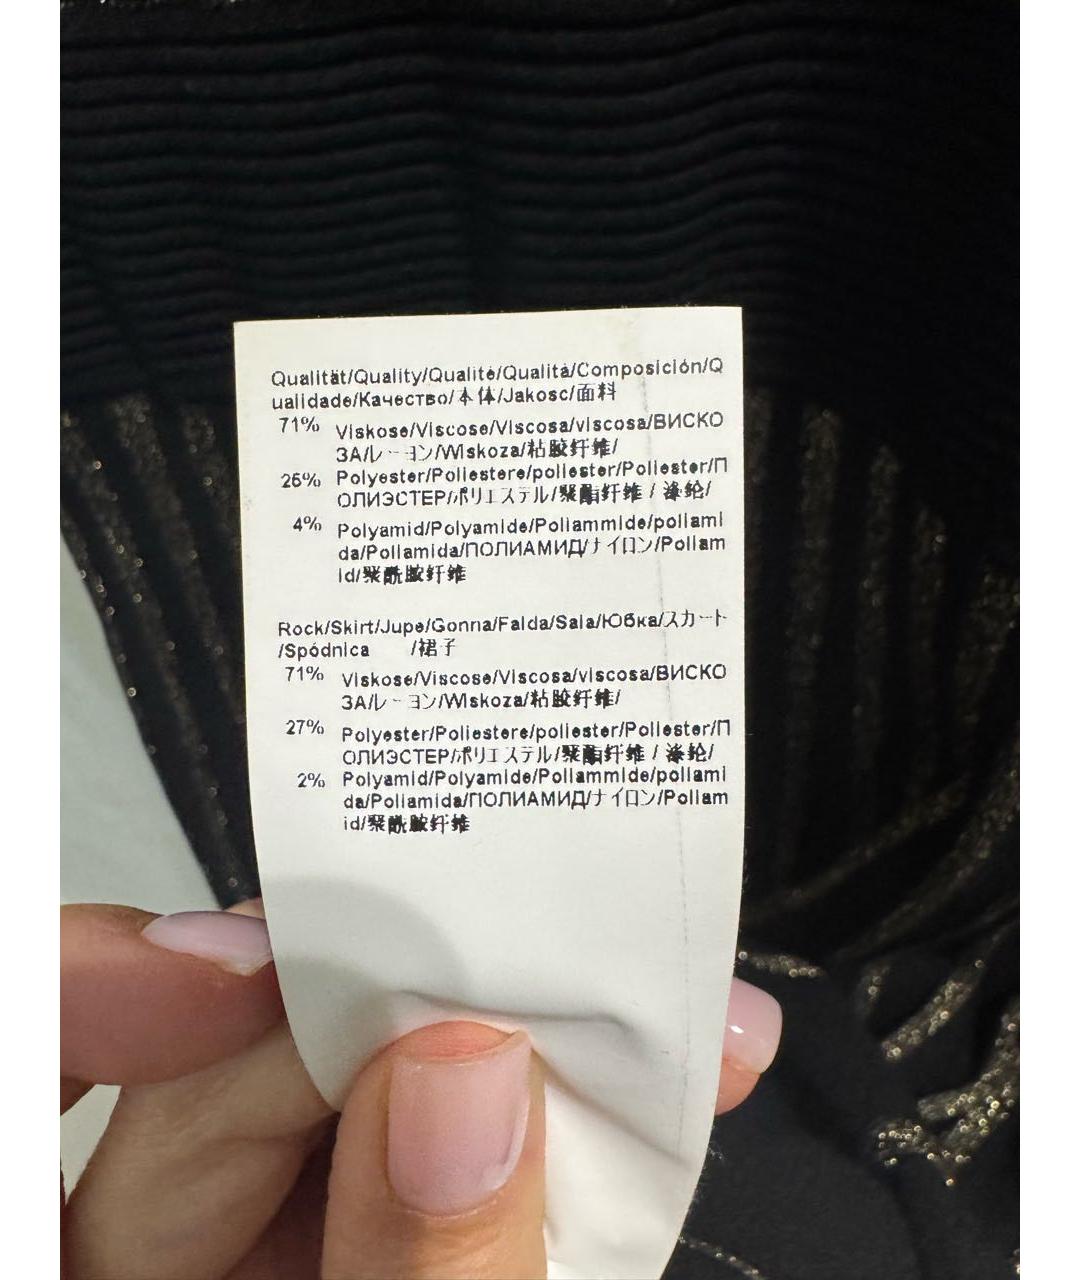 Qualität/Quality/Qualité/Qualità/Composición/Q
ualidade/Качество/本体/Jakosc/面料
71% Viskose/Viscose/Viscosa/viscosa/ВИСКО
ЗА/レーヨン/Wiskoza/粘胶纤维/
25% Polyester/Poliestere/poliester/Poliester/П
ОЛИЭСТЕР/ポリエステル/聚酯纤维 / 涤纶/
4% Polyamid/Polyamide/Poliammide/poliami
da/Poliamida/ПОЛИАМИД/ナイロン/Poliam
id/聚酰胺纤维
Rock/Skirt/Jupe/Gonna/Falda/Saia/Юбка/スカート
/Spódnica /裙子
71% Viskose/Viscose/Viscosa/viscosa/ВИСКО
ЗА/レーヨン/Wiskoza/粘胶纤维/
27% Polyester/Poliestere/poliester/Poliester/П
ОЛИЭСТЕР/ポリエステル/聚酯纤维 / 涤纶/
2% Polyamid/Polyamide/Poliammide/poliami
da/Poliamida/ПОЛИАМИД/ナイロン/Poliam
id/聚酰胺纤维